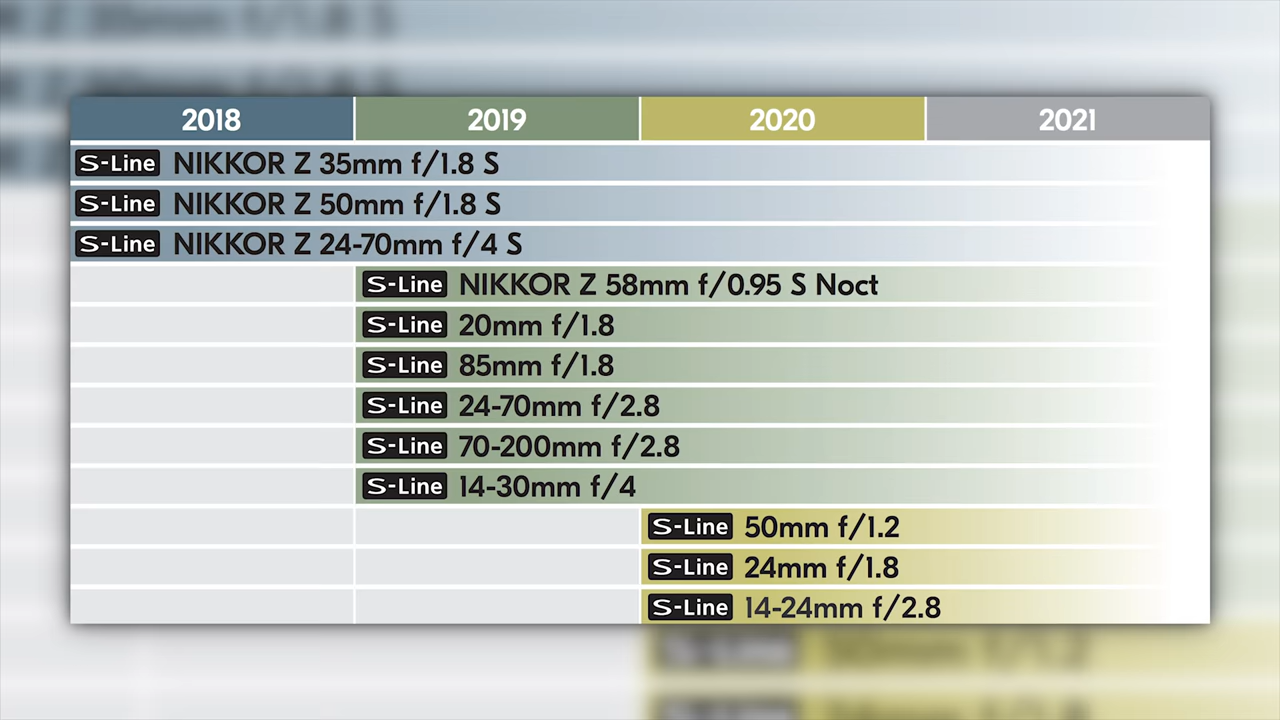 2018 2019 2020 2021
S-Line NIKKOR Z 35mm f/1.8 S
S-Line NIKKOR Z 50mm f/1.8 S
S-Line NIKKOR Z 24-70mm f/4 S
S-Line NIKKOR Z 58mm f/0.95 S Noct
S-Line 20mm f/1.8
S-Line 85mm f/1.8
S-Line 24-70mm f/2.8
S-Line 70-200mm f/2.8
S-Line 14-30mm f/4
S-Line 50mm f/1.2
S-Line 24mm f/1.8
S-Line 14-24mm f/2.8